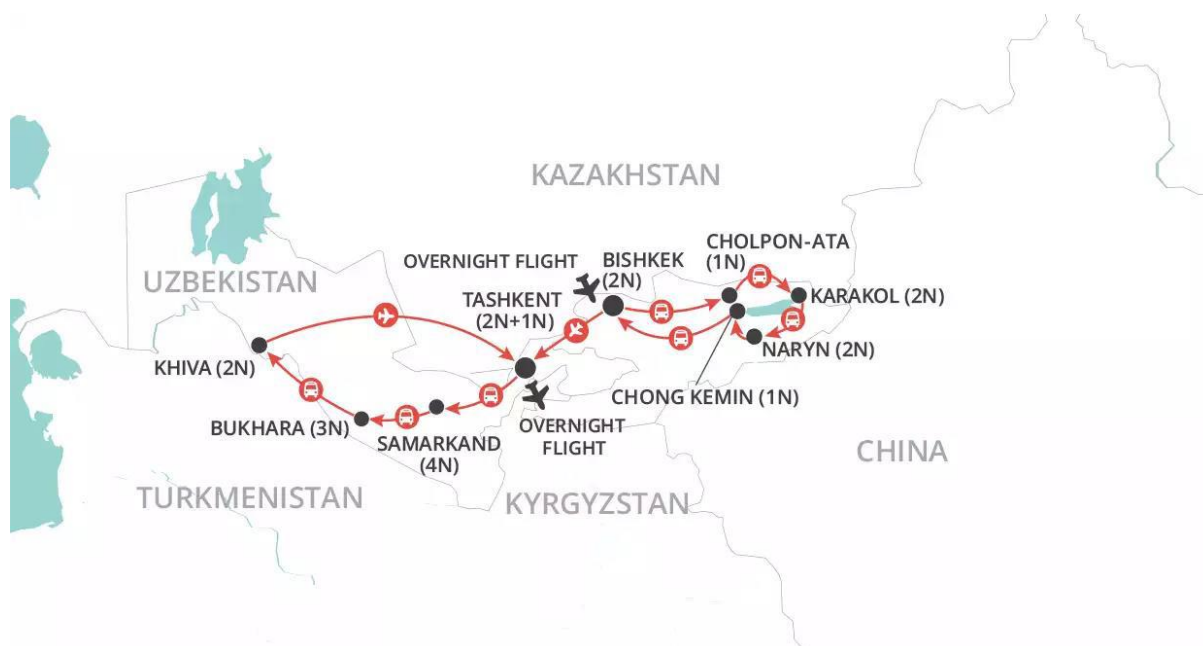 KAZAKHSTAN
UZBEKISTAN
OVERNIGHT FLIGHT
BISHKEK
(2N)
CHOLPON-ATA
(1N)
TASHKENT
(2N+1N)
KARAKOL (2N)
KHIVA (2N)
NARYN (2N)
CHONG KEMIN (1N)
BUKHARA (3N)
SAMARKAND
(4N)
OVERNIGHT
FLIGHT
CHINA
TURKMENISTAN
KYRGYZSTAN